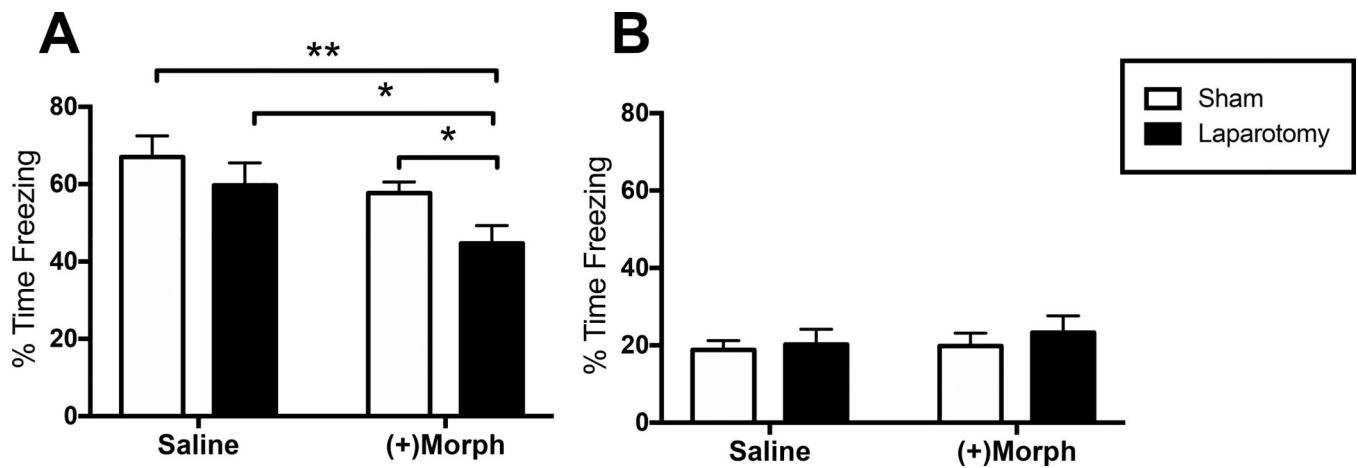 A
**
*
*
% Time Freezing
80
60
40
20
0
Saline
(+)Morph
B
% Time Freezing
80
60
40
20
0
Saline
(+)Morph
Sham
Laparotomy